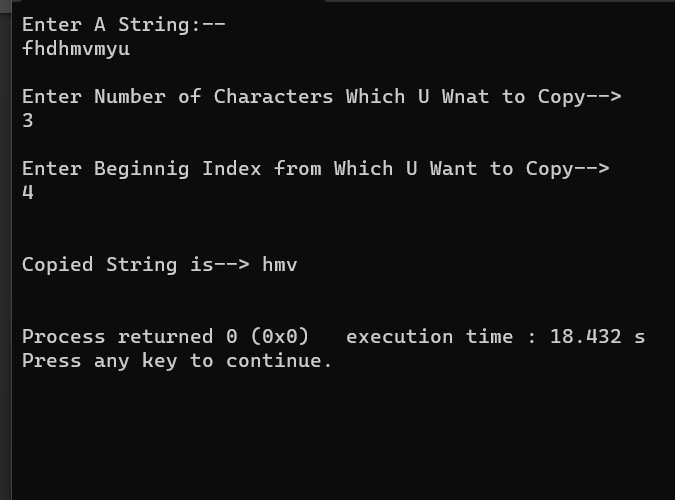 Enter A String:--
fhdhmvmyu
Enter Number of Characters Which U Wnat to Copy-->
3
Enter Beginnig Index from Which U Want to Copy-->
4
Copied String is--> hmv
Process returned 0 (0x0)   execution time : 18.432 s
Press any key to continue.